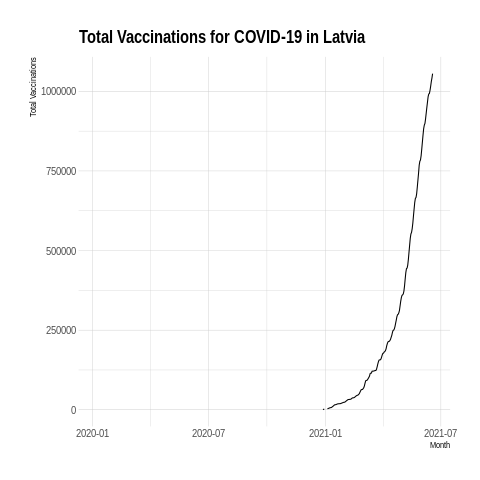 Total Vaccinations for COVID-19 in Latvia
Total Vaccinations
1000000
750000
500000
250000
0
2020-01 2020-07 2021-01 2021-07
Month